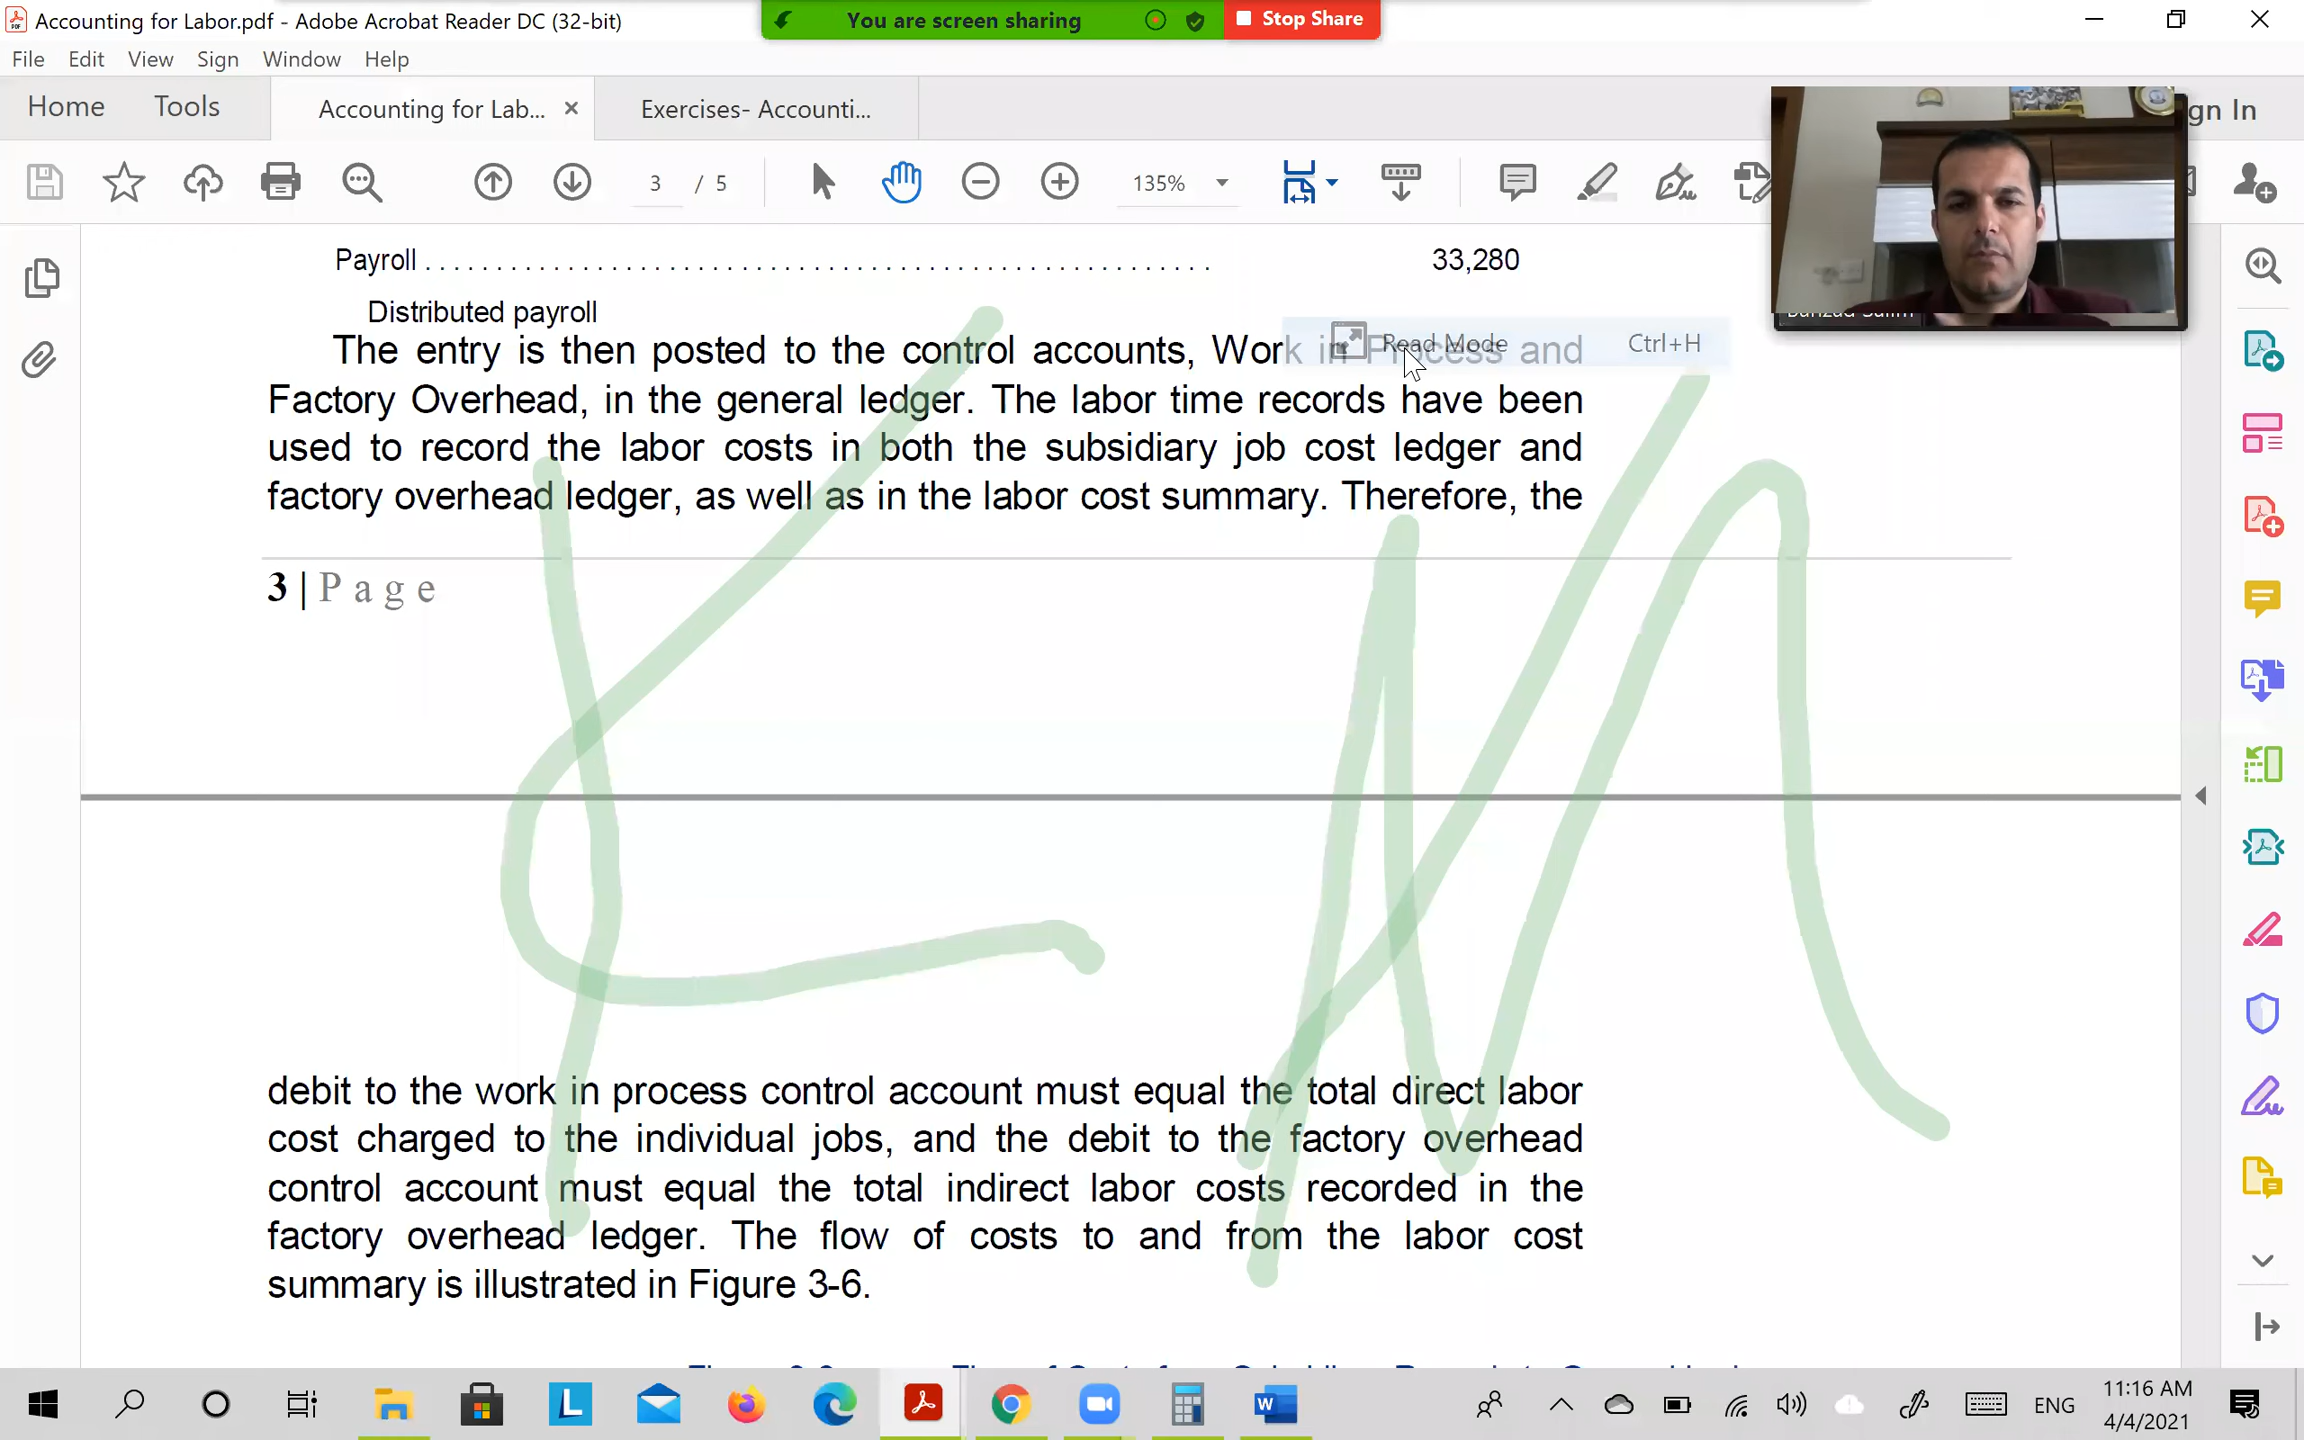 Accounting for Labor.pdf - Adobe Acrobat Reader DC (32-bit)
You are screen sharing
Stop Share
File Edit View Sign Window Help
Home Tools Accounting for Lab... Exercises- Accounti... gn In
3 / 5 135%
Payroll . . . . . . . . . . . . . . . . . . . . . . . . . . . . . . . . . . . . . . . . . . . . . . . . . . . . . . . . 33,280
Distributed payroll
Read Mode Ctrl+H
The entry is then posted to the control accounts, Work in Process and
Factory Overhead, in the general ledger. The labor time records have been
used to record the labor costs in both the subsidiary job cost ledger and
factory overhead ledger, as well as in the labor cost summary. Therefore, the
3 | P a g e
debit to the work in process control account must equal the total direct labor
cost charged to the individual jobs, and the debit to the factory overhead
control account must equal the total indirect labor costs recorded in the
factory overhead ledger. The flow of costs to and from the labor cost
summary is illustrated in Figure 3-6.
ENG
11:16 AM
4/4/2021